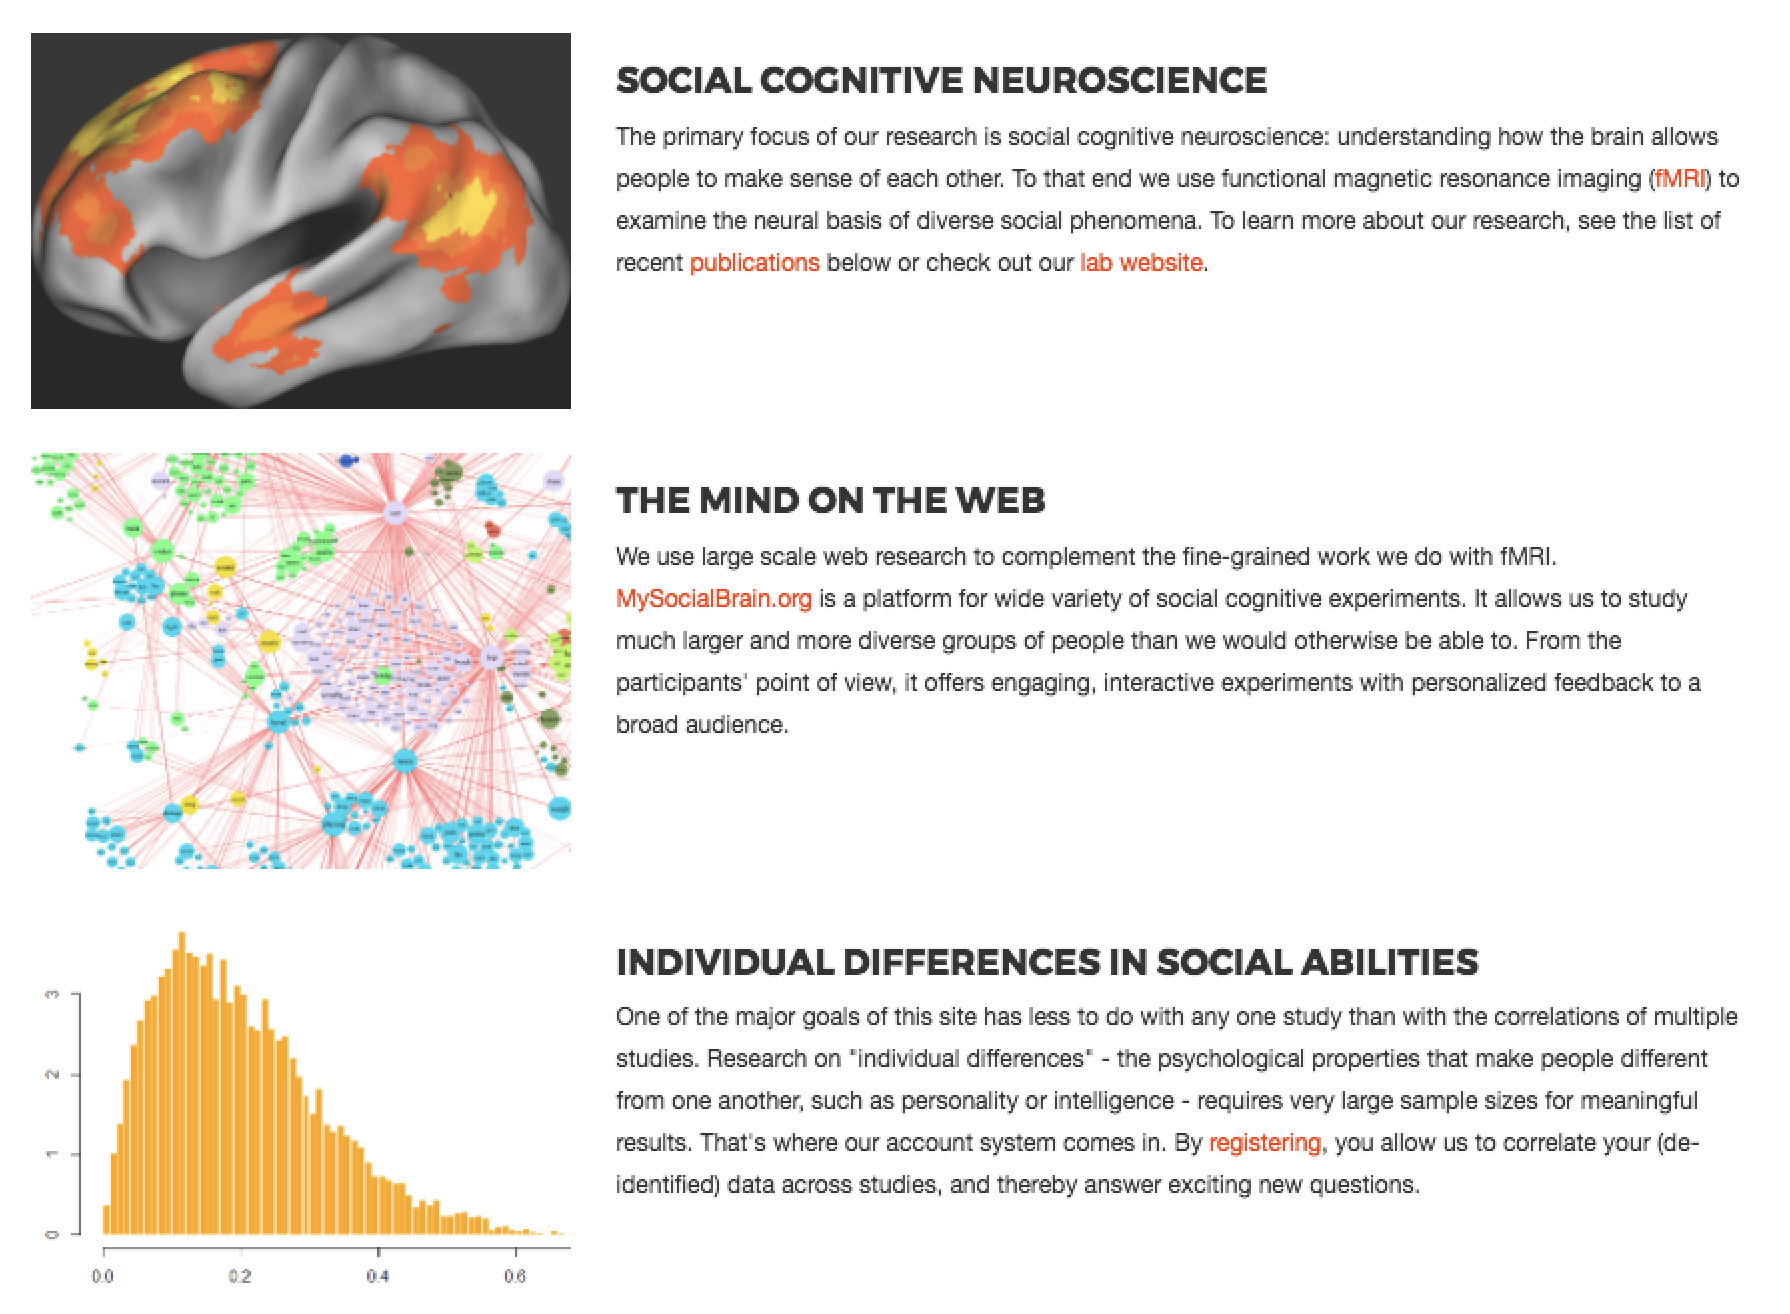 SOCIAL COGNITIVE NEUROSCIENCE
The primary focus of our research is social cognitive neuroscience: understanding how the brain allows
people to make sense of each other. To that end we use functional magnetic resonance imaging (fMRI) to
examine the neural basis of diverse social phenomena. To learn more about our research, see the list of
recent publications below or check out our lab website.
THE MIND ON THE WEB
We use large scale web research to complement the fine-grained work we do with fMRI.
MySocialBrain.org is a platform for wide variety of social cognitive experiments. It allows us to study
much larger and more diverse groups of people than we would otherwise be able to. From the
participants' point of view, it offers engaging, interactive experiments with personalized feedback to a
broad audience.
INDIVIDUAL DIFFERENCES IN SOCIAL ABILITIES
One of the major goals of this site has less to do with any one study than with the correlations of multiple
studies. Research on "individual differences" - the psychological properties that make people different
from one another, such as personality or intelligence - requires very large sample sizes for meaningful
results. That's where our account system comes in. By registering, you allow us to correlate your (de-
identified) data across studies, and thereby answer exciting new questions.
3
2
1
0
0.0 0.2 0.4 0.6